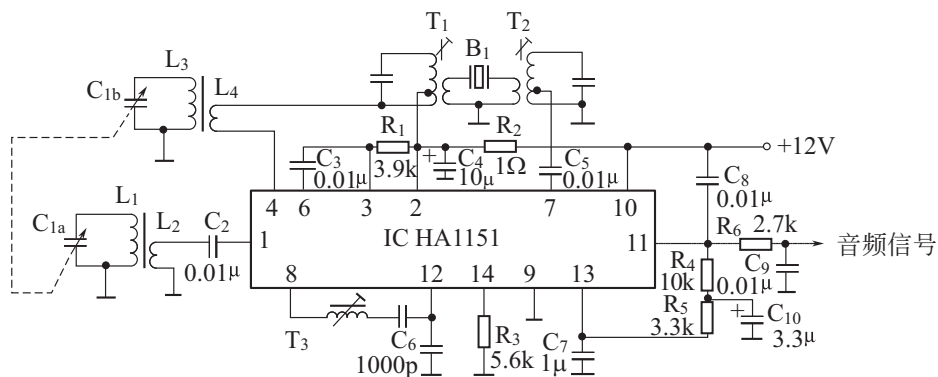 T1 T2
B1
L3
C1b L4
R1 R2
+12V
C3 3.9k C4 1Ω C5
0.01μ + 10μ 0.01μ C8
0.01μ
L1 4 6 3 2 7 10
C1a L2 C2 R6 2.7k
1 IC HA1151 11 音频信号
0.01μ R4 C9
8 12 14 9 13 10k 0.01μ
R5 +
T3 C6 R3 C7 3.3k C10
1000p 5.6k 1μ 3.3μ